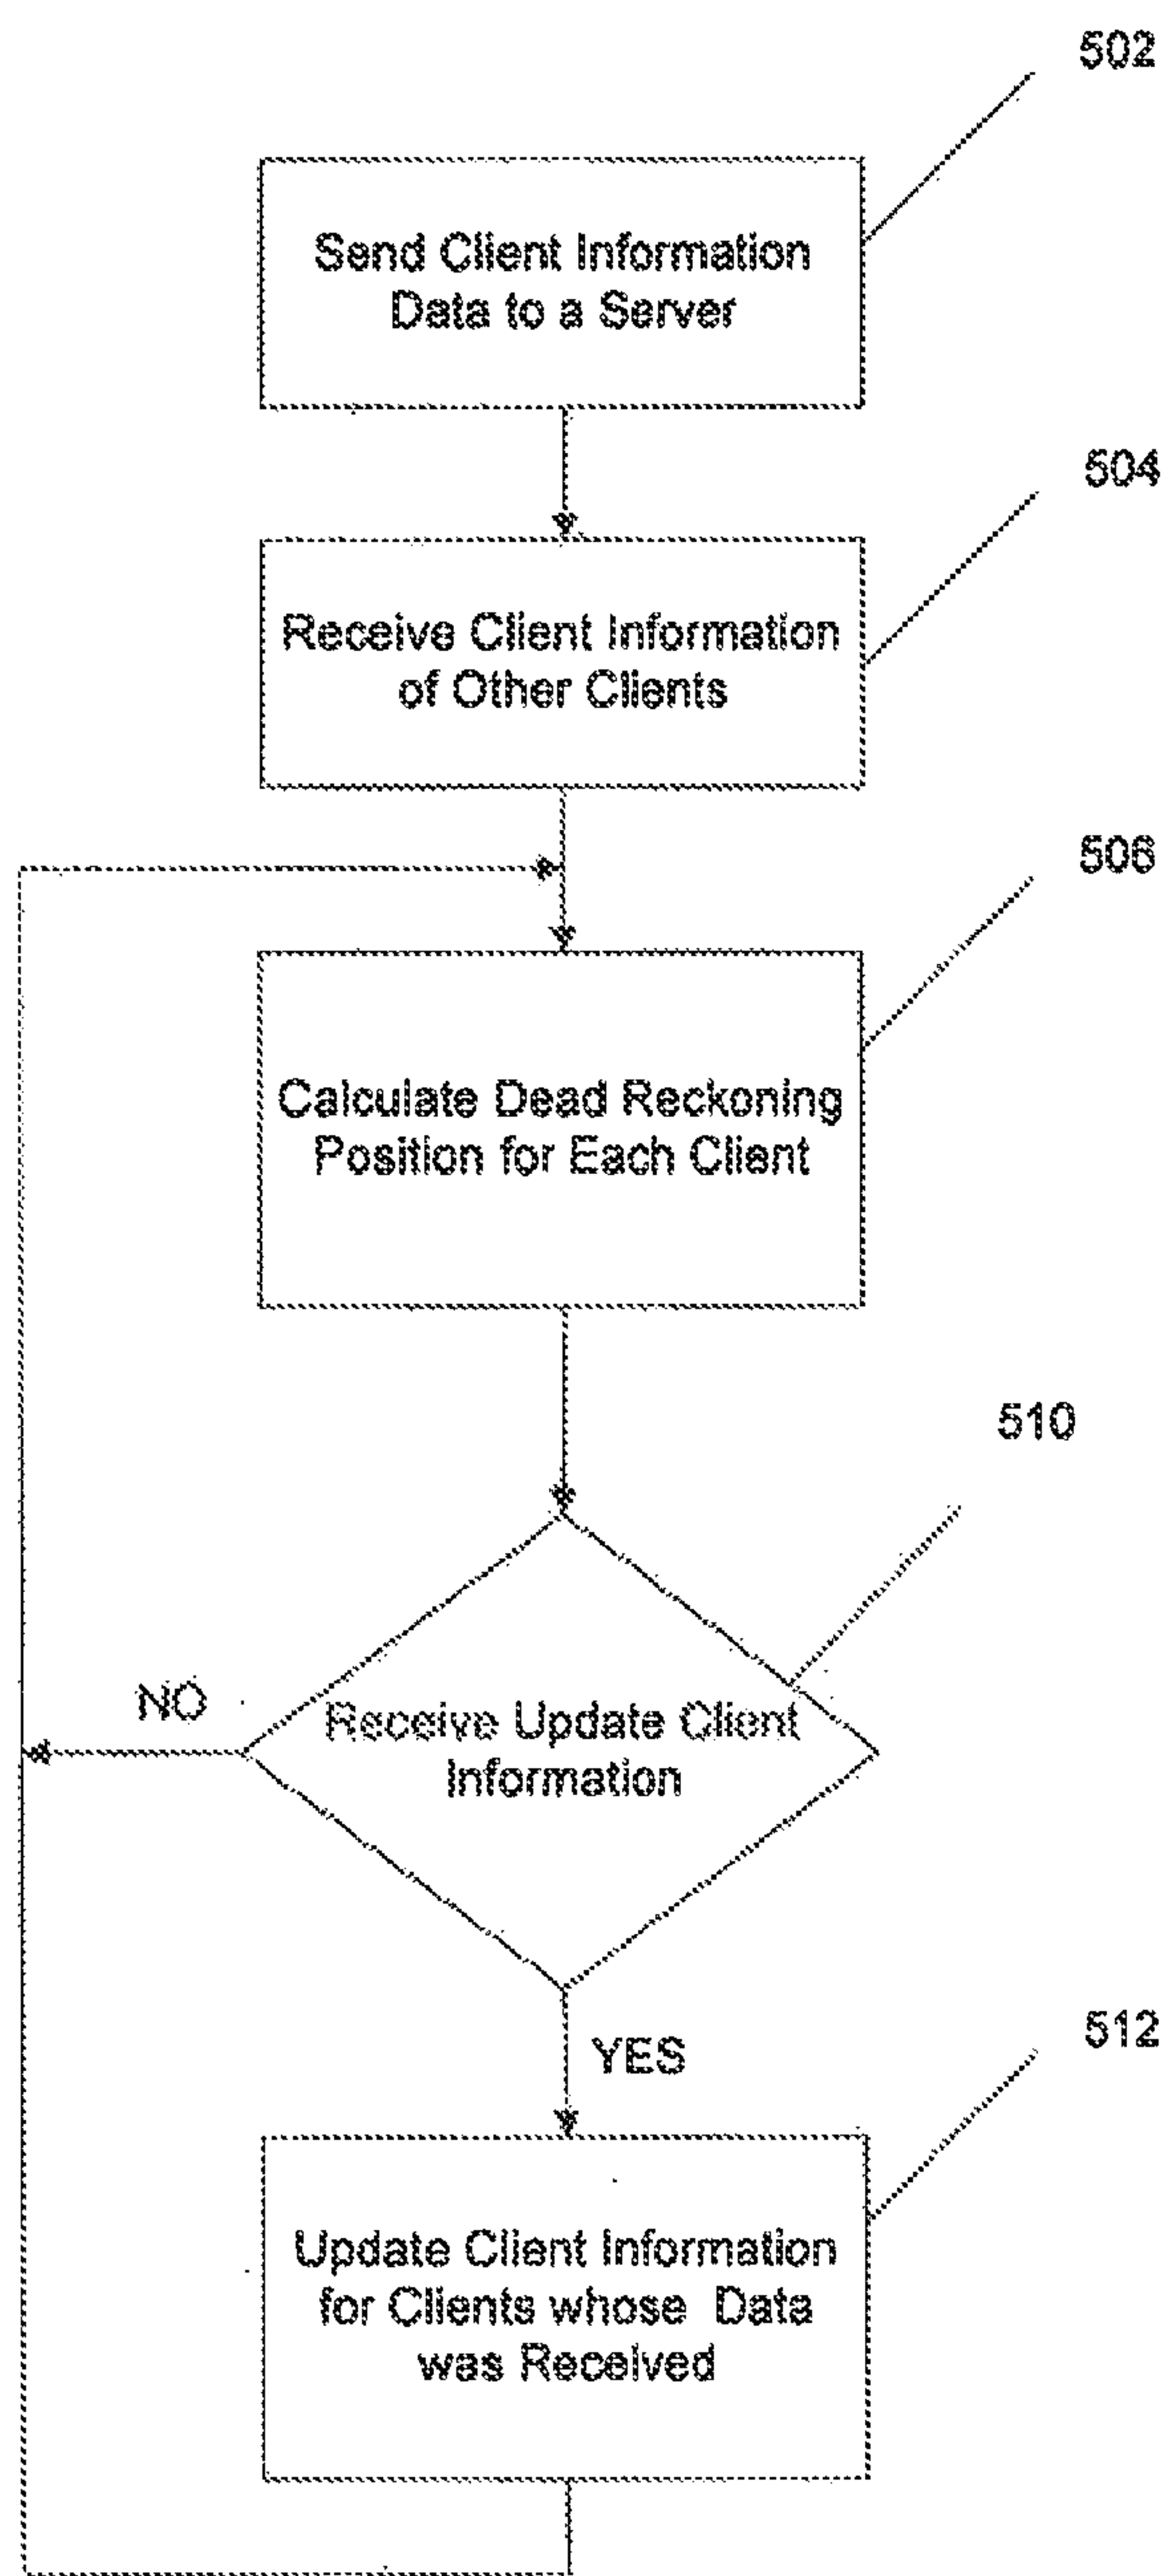 502
Send Client Information
Data to a Server
504
Receive Client Information
of Other Clients
506
Calculate Dead Reckoning
Position for Each Client
510
NO
Receive Update Client
Information
YES
512
Update Client Information
for Clients whose Data
was Received